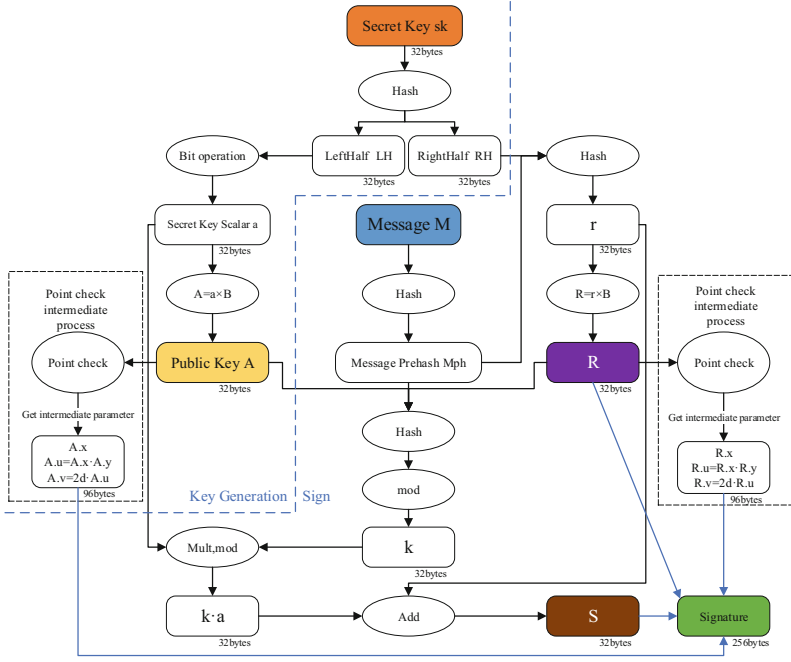 Secret Key sk
32bytes
Hash
LeftHalf LH
32bytes
RightHalf RH
32bytes
Bit operation
Hash
Secret Key Scalar a
32bytes
Message M
r
32bytes
A=a×B
Hash
R=r×B
Point check
intermediate
process
Point check
Get intermediate parameter
A.x
A.u=A.x·A.y
A.v=2d·A.u
96bytes
Public Key A
32bytes
Message Prehash Mph
R
32bytes
Point check
intermediate
process
Point check
Get intermediate parameter
R.x
R.u=R.x·R.y
R.v=2d·R.u
96bytes
Hash
Key Generation
Sign
mod
Mult,mod
k
32bytes
k·a
32bytes
Add
S
32bytes
Signature
256bytes